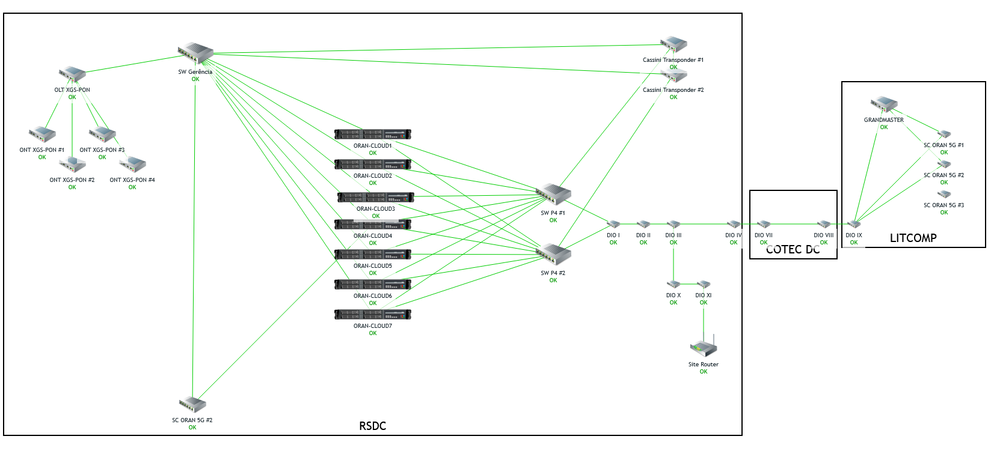 Cassini Transponder #1
OK
SW Gerência
OK
OLT XGS-PON
OK
Cassini Transponder #2
OK
GRANDMASTER
OK
ONT XGS-PON #1
OK
ONT XGS-PON #3
OK
ONT XGS-PON #2
OK
ONT XGS-PON #4
OK
ORAN-CLOUD1
OK
ORAN-CLOUD2
OK
ORAN-CLOUD3
OK
ORAN-CLOUD4
OK
ORAN-CLOUD5
OK
ORAN-CLOUD6
OK
ORAN-CLOUD7
OK
SW P4 #1
OK
SW P4 #2
OK
DIO I
OK
DIO II
OK
DIO III
OK
DIO IV
OK
DIO VII
OK
DIO VIII
OK
COTEC DC
DIO IX
OK
SC ORAN 5G #1
OK
SC ORAN 5G #2
OK
SC ORAN 5G #3
OK
LITCOMP
DIO X
OK
DIO XI
OK
Site Router
OK
SC ORAN 5G #2
OK
RSDC